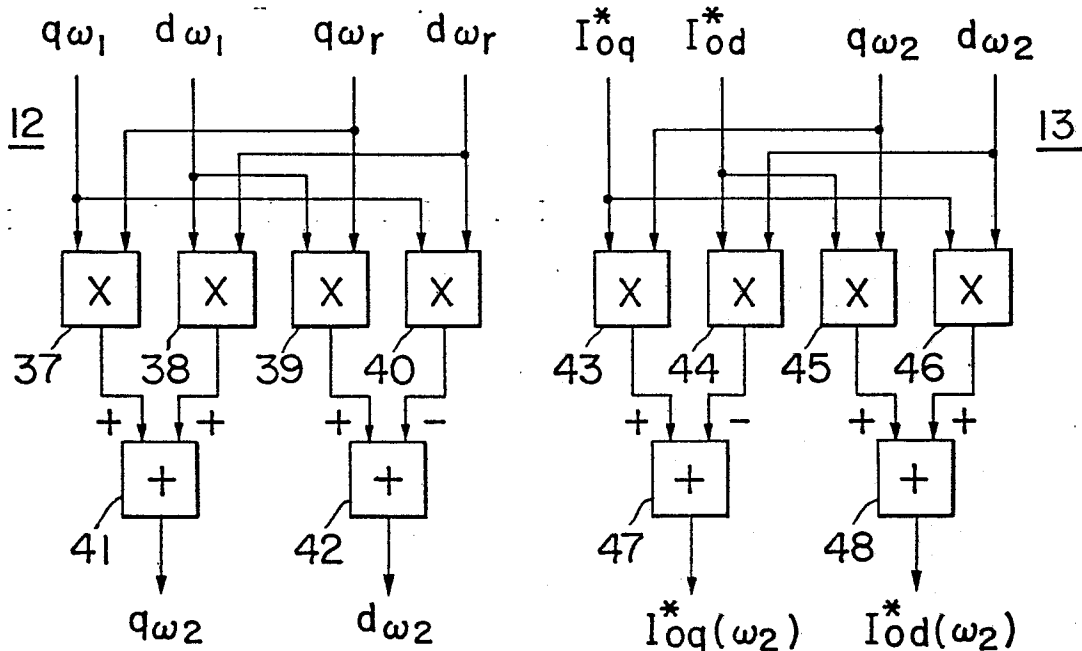 qω₁ dω₁ qωr dωr I*oq I*od qω₂ dω₂
12 13
X X X X X X X X
37 38 39 40 43 44 45 46
+ + + - + - + +
+ + + +
41 42 47 48
qω₂ dω₂ I*oq(ω₂) I*od(ω₂)